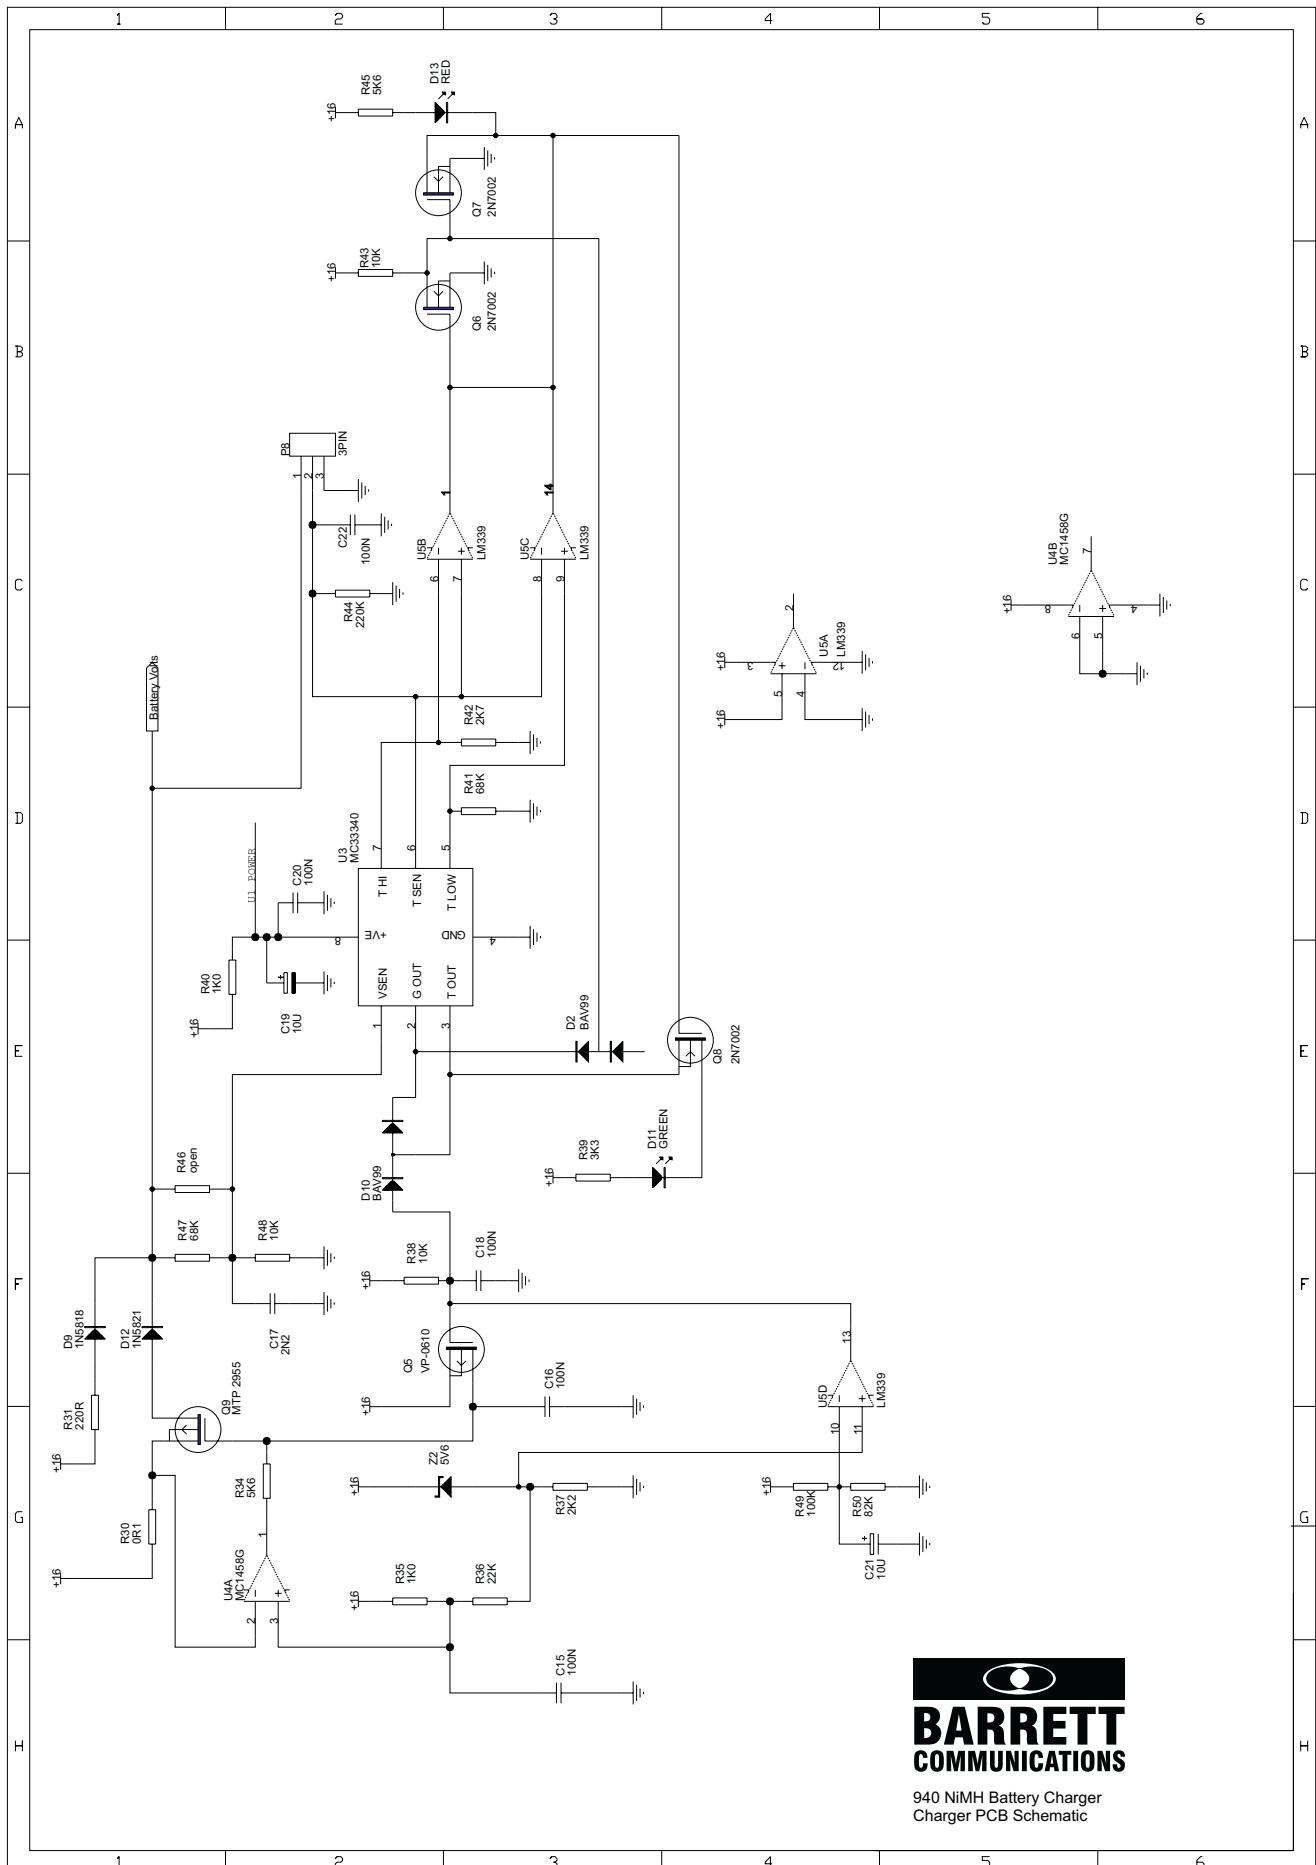 1 2 3 4 5 6
A
B
C
D
E
F
G
H
A
B
C
D
E
F
G
H
+16
R45
5K6
D13
RED
Q7
2N7002
+16
R43
10K
Q6
2N7002
P8
3PIN
1
2
3
C22
100N
R44
220K
1
U5B
LM339
6
7
14
U5C
LM339
8
9
Battery Volts
2
U5A
LM339
+16
3
12
5
4
+16
U4B
MC1458G
7
+16
8
4
6
5
R42
2K7
R41
68K
U3
MC33340
7
6
5
T HI
T SEN
T LOW
+VE
GND
8
4
VSEN
G OUT
T OUT
1
2
3
U1 POWER
C20
100N
R40
1K0
+16
C19
10U
D2
BAV99
Q8
2N7002
D11
GREEN
R39
3K3
+16
R46
open
D10
BAV99
R47
68K
R48
10K
C17
2N2
R38
10K
+16
C18
100N
D9
1N5818
D12
1N5821
Q5
VP-0610
+16
C16
100N
13
U5D
LM339
10
11
R31
220R
+16
Q9
MTP 2955
R34
5K6
+16
Z2
5V6
R37
2K2
+16
R49
100K
R50
82K
C21
10U
R30
0R1
+16
1
U4A
MC1458G
2
3
+16
R35
1K0
R36
22K
C15
100N
BARRETT
COMMUNICATIONS
940 NiMH Battery Charger
Charger PCB Schematic
1 2 3 4 5 6